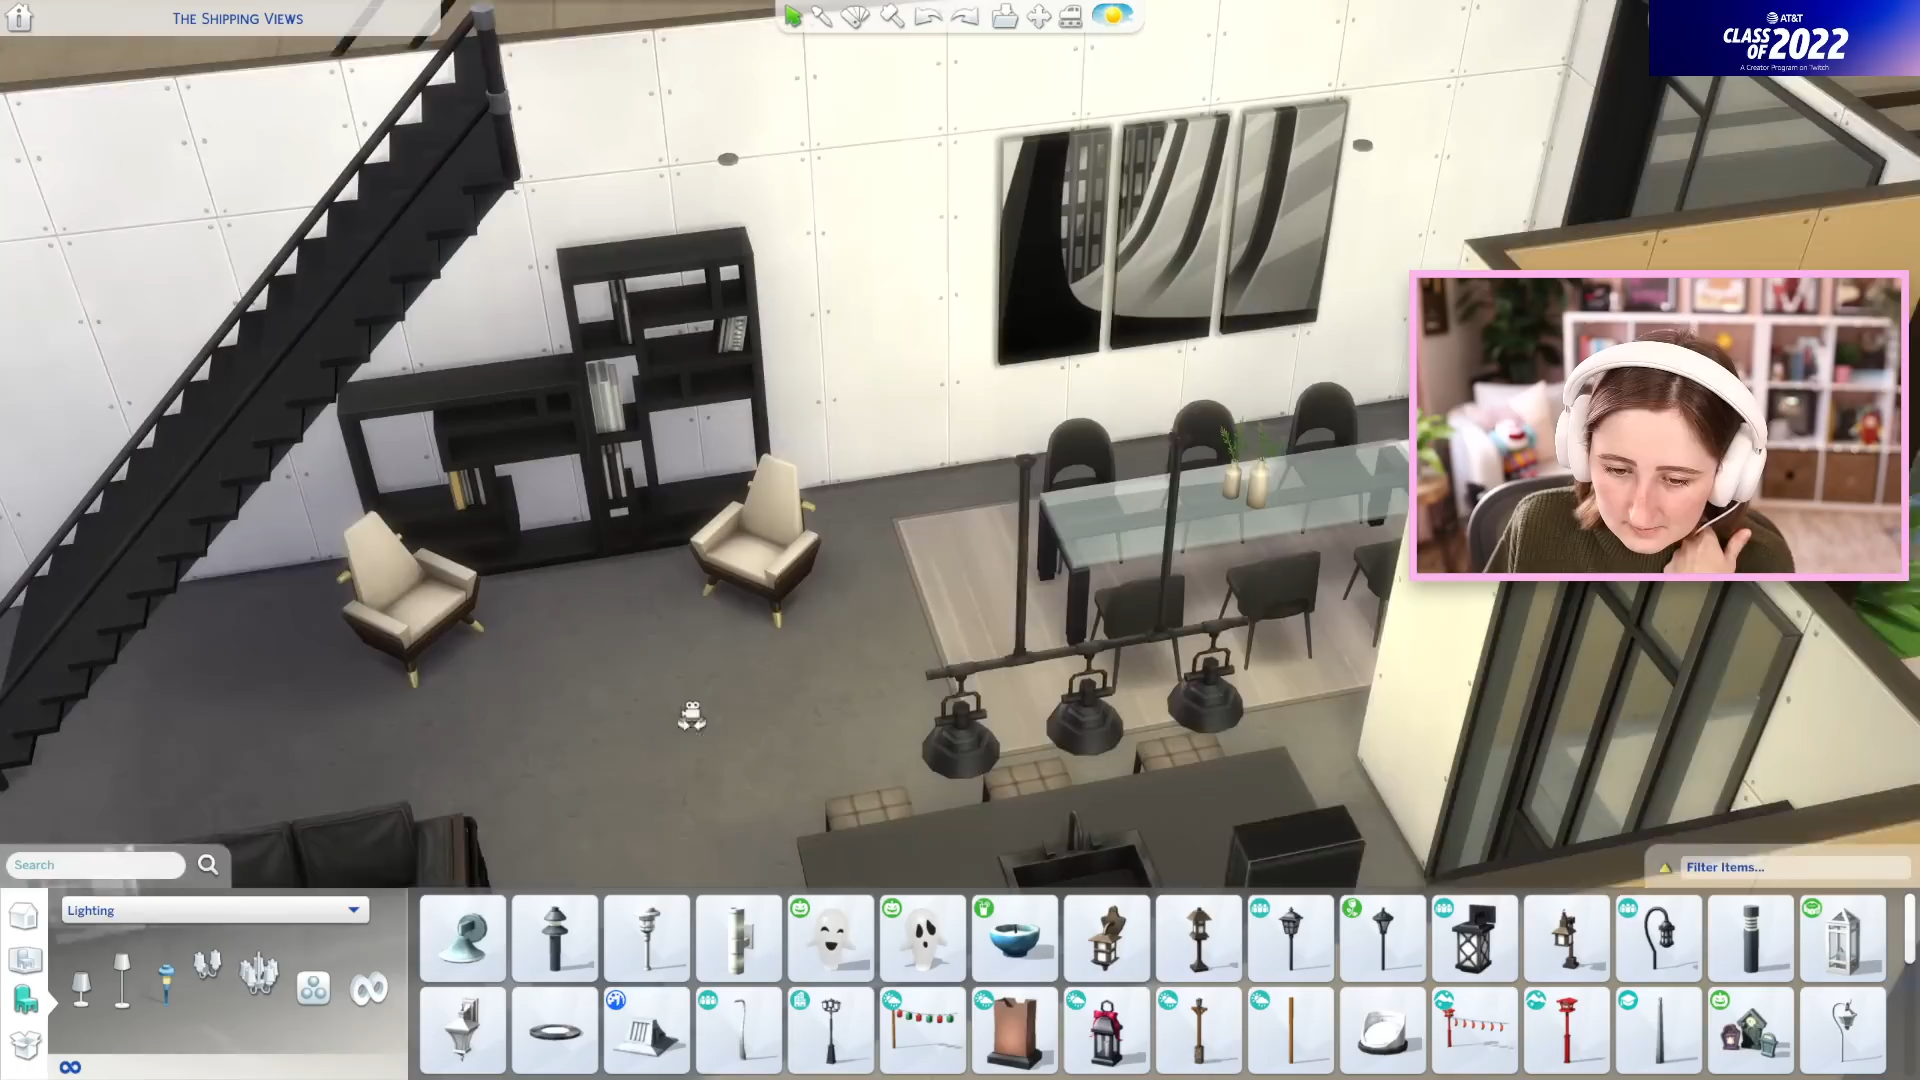 The Shipping Views
AT&T
CLASS
OF 2022
A Creator Program on Twitch
Search
Filter Items...
Lighting